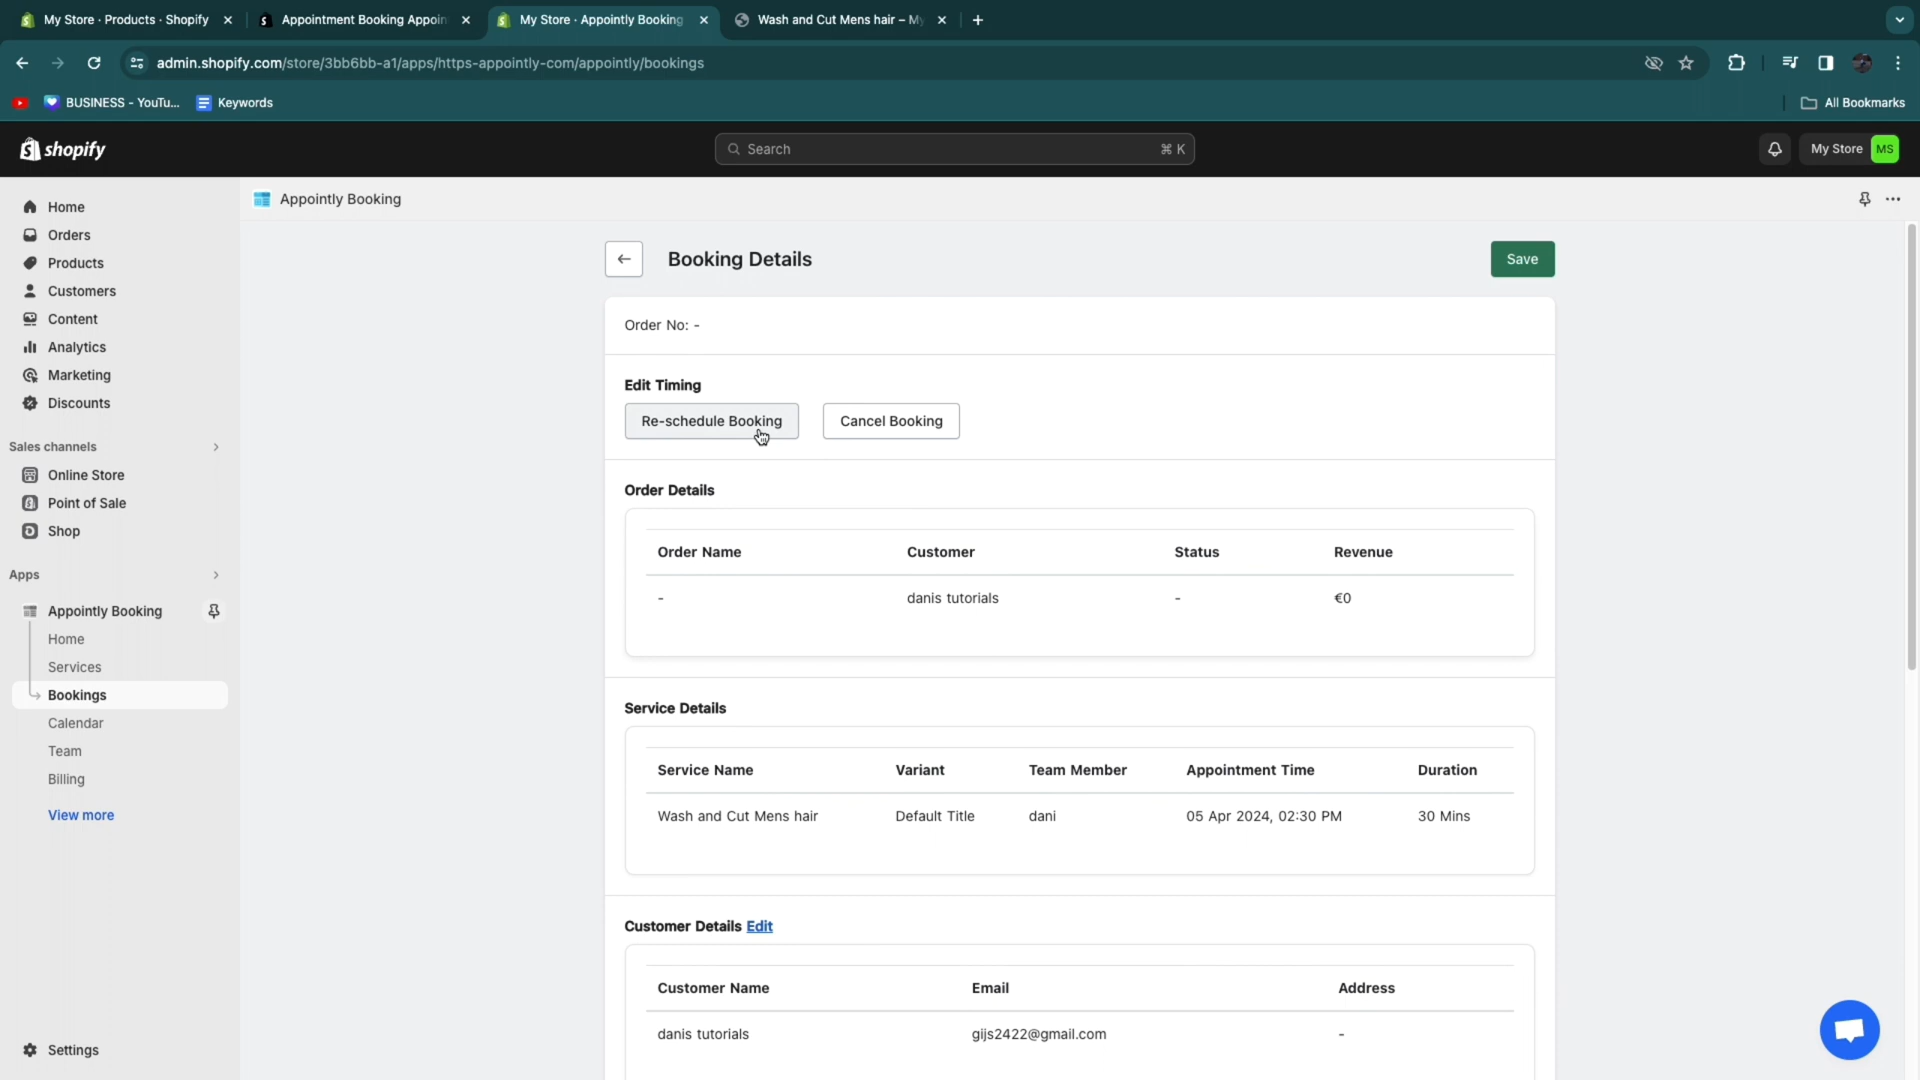 My Store · Products · Shopify
Appointment Booking Appoin
My Store · Appointly Booking
Wash and Cut Mens hair – My
admin.shopify.com/store/3bb6bb-a1/apps/https-appointly-com/appointly/bookings
BUSINESS - YouTu...
Keywords
All Bookmarks
shopify
Search
⌘ K
My Store
MS
Home
Orders
Products
Customers
Content
Analytics
Marketing
Discounts
Sales channels
Online Store
Point of Sale
Shop
Apps
Appointly Booking
Home
Services
Bookings
Calendar
Team
Billing
View more
Settings
Appointly Booking
Booking Details
Save
Order No: -
Edit Timing
Re-schedule Booking
Cancel Booking
Order Details
Order Name Customer Status Revenue
- danis tutorials - €0
Service Details
Service Name Variant Team Member Appointment Time Duration
Wash and Cut Mens hair Default Title dani 05 Apr 2024, 02:30 PM 30 Mins
Customer Details Edit
Customer Name Email Address
danis tutorials gijs2422@gmail.com -